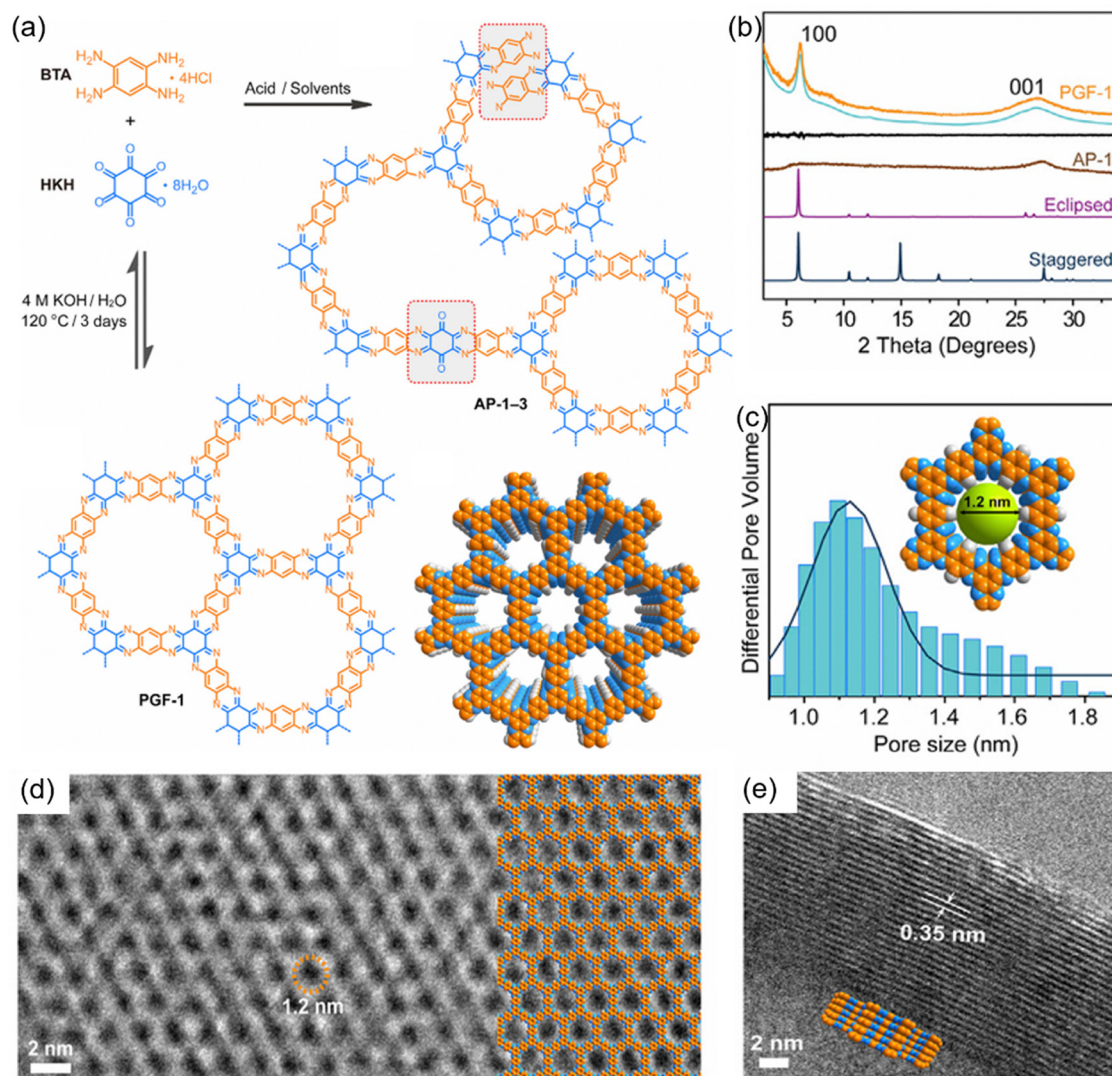 (a)
BTA
H₂N
NH₂
H₂N
NH₂
• 4HCl
+
HKH
O
O
O
O
O
O
• 8H₂O
Acid / Solvents
4 M KOH / H₂O
120 °C / 3 days
O
O
AP-1–3
PGF-1
(b)
100
001
PGF-1
AP-1
Eclipsed
Staggered
5 10 15 20 25 30
2 Theta (Degrees)
(c)
Differential Pore Volume
1.2 nm
1.0 1.2 1.4 1.6 1.8
Pore size (nm)
(d)
1.2 nm
2 nm
(e)
0.35 nm
2 nm